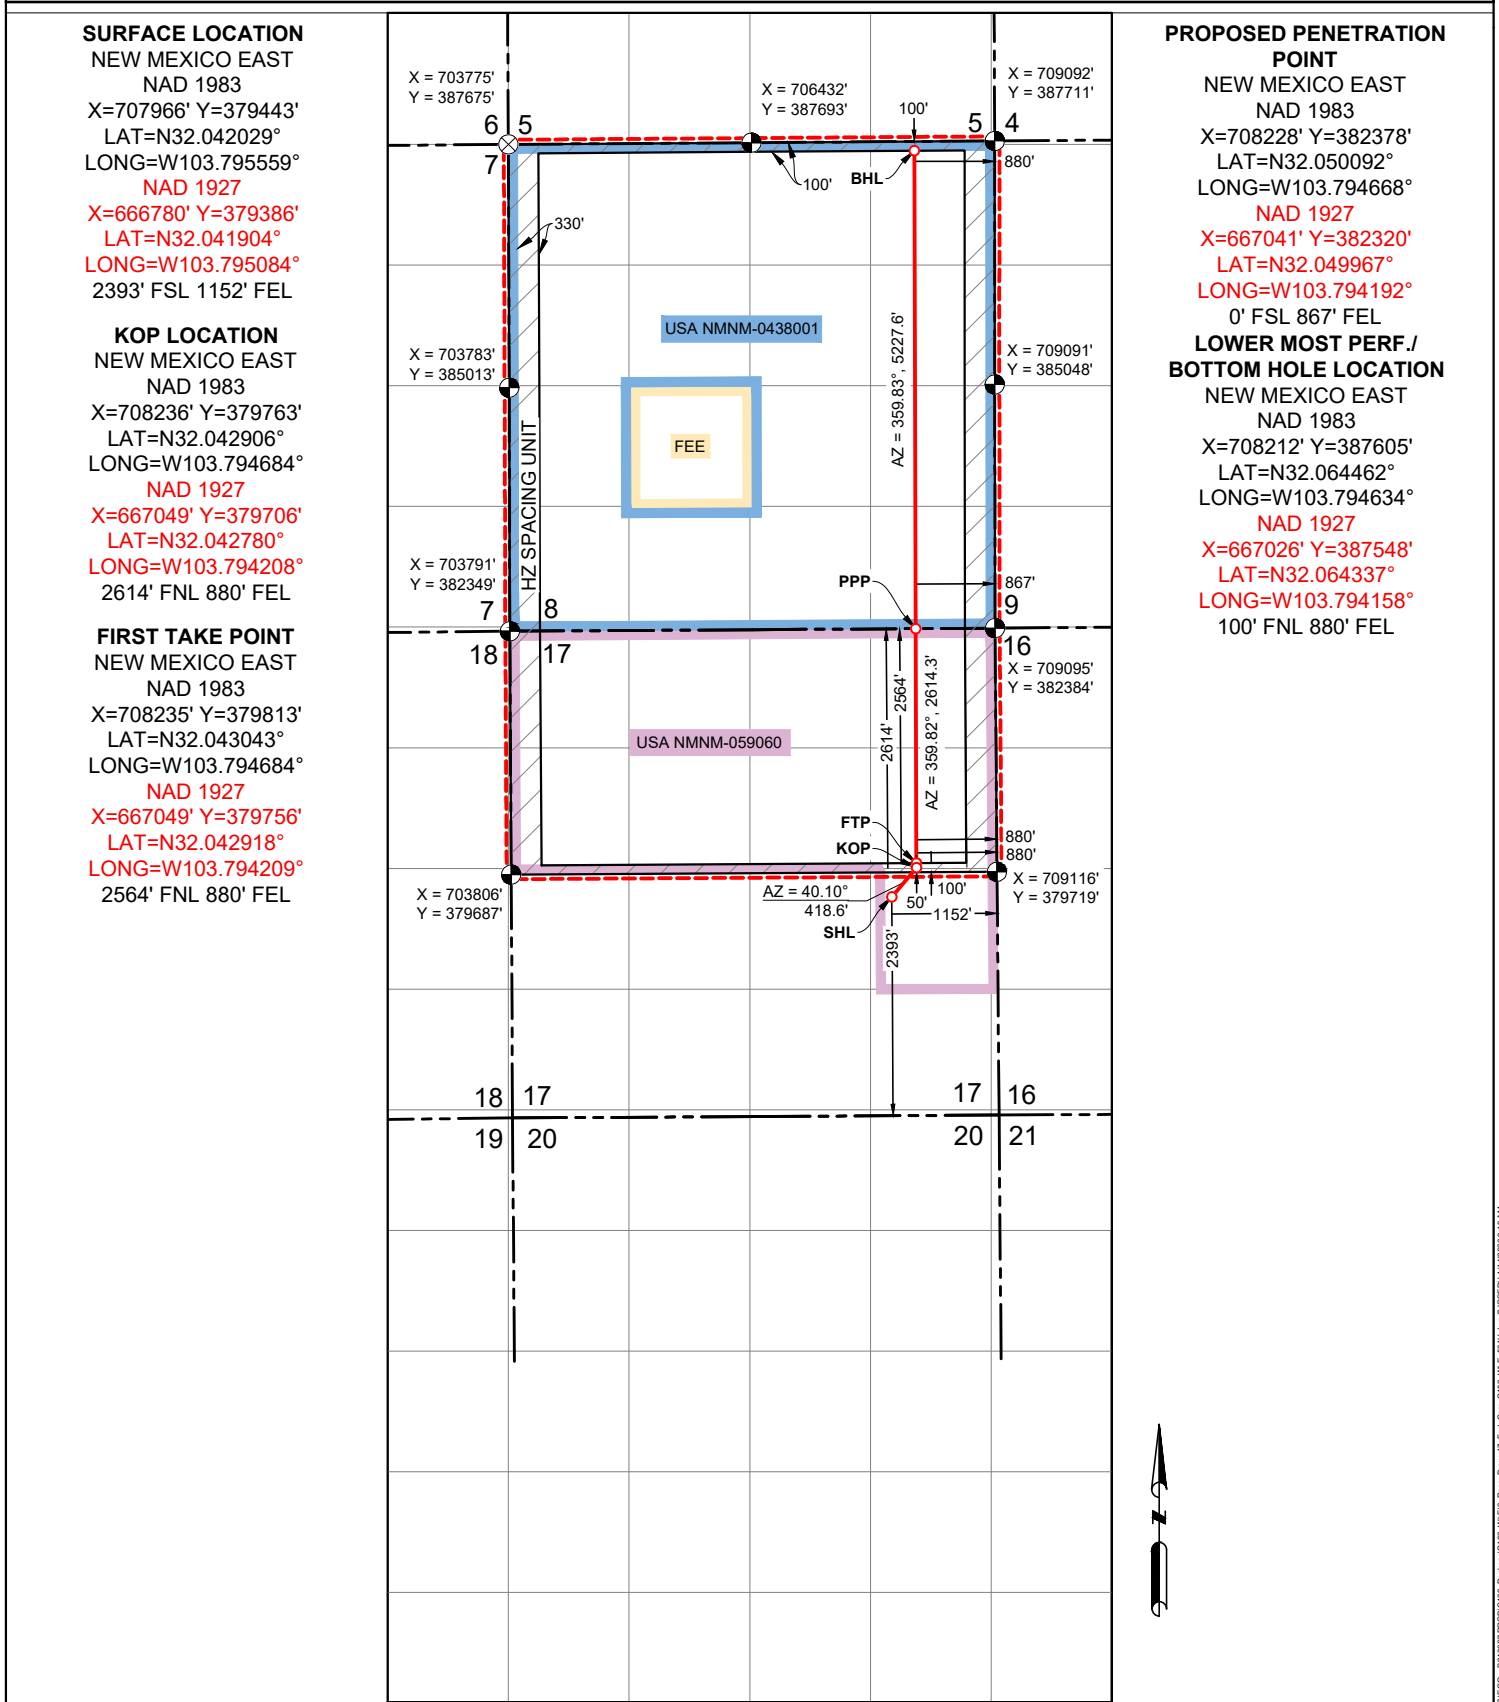 SURFACE LOCATION
NEW MEXICO EAST
NAD 1983
X=707966' Y=379443'
LAT=N32.042029°
LONG=W103.795559°
NAD 1927
X=666780' Y=379386'
LAT=N32.041904°
LONG=W103.795084°
2393' FSL 1152' FEL
KOP LOCATION
NEW MEXICO EAST
NAD 1983
X=708236' Y=379763'
LAT=N32.042906°
LONG=W103.794684°
NAD 1927
X=667049' Y=379706'
LAT=N32.042780°
LONG=W103.794208°
2614' FNL 880' FEL
FIRST TAKE POINT
NEW MEXICO EAST
NAD 1983
X=708235' Y=379813'
LAT=N32.043043°
LONG=W103.794684°
NAD 1927
X=667049' Y=379756'
LAT=N32.042918°
LONG=W103.794209°
2564' FNL 880' FEL
X = 703775'
Y = 387675'
X = 706432'
Y = 387693'
X = 709092'
Y = 387711'
100'
6 5
5 4
7
880'
BHL
100'
330'
USA NMNM-0438001
AZ = 359.83°, 5227.6'
X = 703783'
Y = 385013'
X = 709091'
Y = 385048'
FEE
HZ SPACING UNIT
X = 703791'
Y = 382349'
PPP
867'
7 8
9
18 17
16
X = 709095'
Y = 382384'
2614'
2564'
AZ = 359.82°, 2614.3'
USA NMNM-059060
FTP
KOP
880'
880'
X = 703806'
Y = 379687'
AZ = 40.10°
418.6'
50'
100'
X = 709116'
Y = 379719'
1152'
SHL
2393'
18 17
17 16
19 20
20 21
PROPOSED PENETRATION
POINT
NEW MEXICO EAST
NAD 1983
X=708228' Y=382378'
LAT=N32.050092°
LONG=W103.794668°
NAD 1927
X=667041' Y=382320'
LAT=N32.049967°
LONG=W103.794192°
0' FSL 867' FEL
LOWER MOST PERF./
BOTTOM HOLE LOCATION
NEW MEXICO EAST
NAD 1983
X=708212' Y=387605'
LAT=N32.064462°
LONG=W103.794634°
NAD 1927
X=667026' Y=387548'
LAT=N32.064337°
LONG=W103.794158°
100' FNL 880' FEL
N